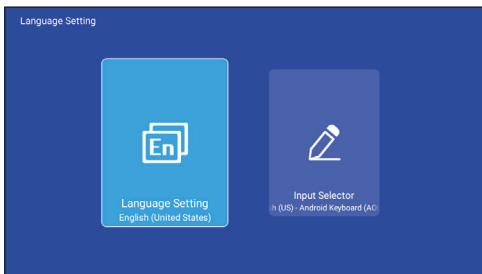 Language Setting
En
Language Setting
English (United States)
Input Selector
h (US) - Android Keyboard (AO